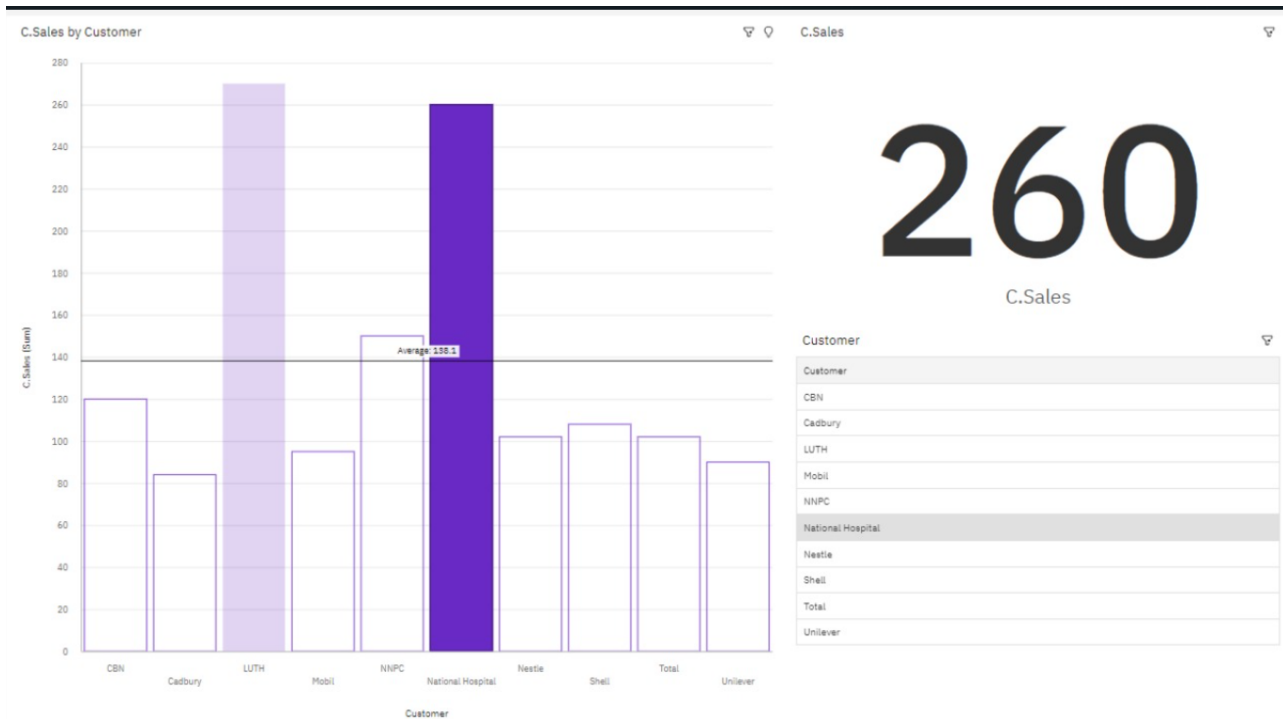 C.Sales by Customer
280
260
240
220
200
180
160
140
120
100
80
60
40
20
0
C.Sales (Sum)
Average: 138.1
CBN
Cadbury
LUTH
Mobil
NNPC
National Hospital
Nestle
Shell
Total
Unilever
Customer
C.Sales
260
C.Sales
Customer
Customer
CBN
Cadbury
LUTH
Mobil
NNPC
National Hospital
Nestle
Shell
Total
Unilever